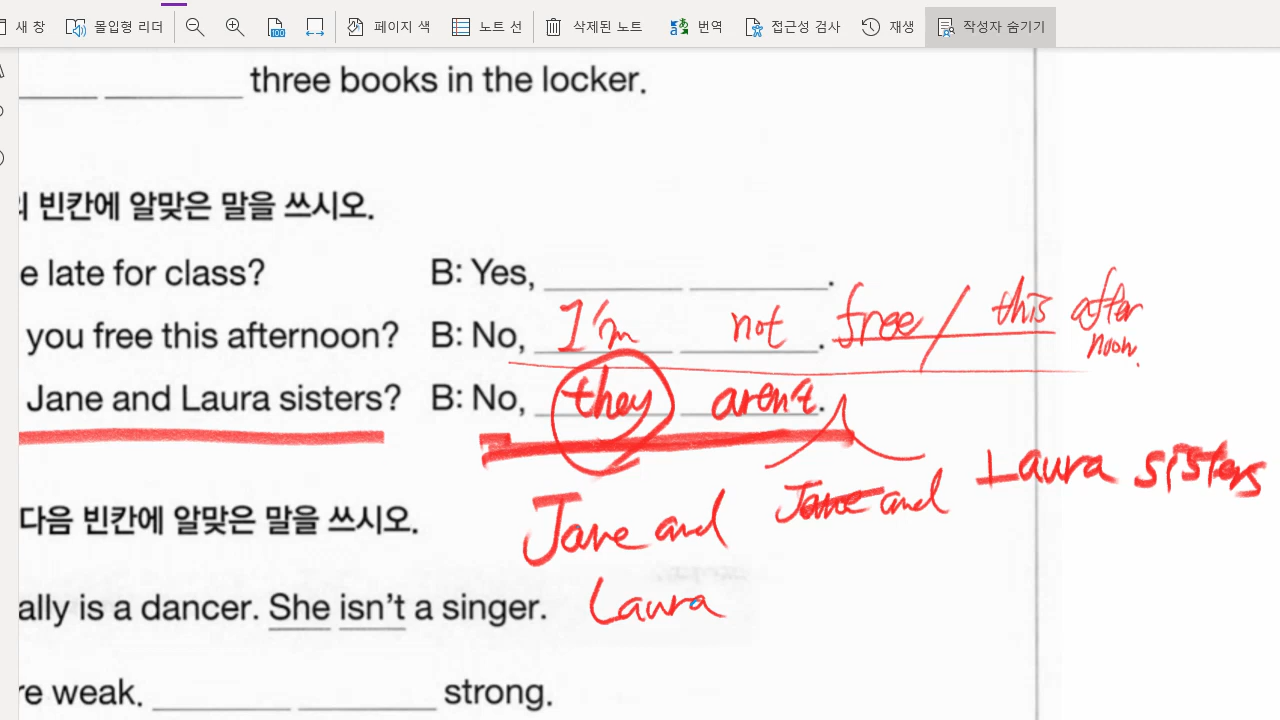 새 창 몰입형 리더 페이지 색 노트 선 삭제된 노트 번역 접근성 검사 재생 작성자 숨기기
three books in the locker.
빈칸에 알맞은 말을 쓰시오.
e late for class? B: Yes, .
free / this after
noon.
you free this afternoon? B: No, I'm not.
Jane and Laura sisters? B: No, they aren't.
Jane and Laura sisters
Jane and
Laura
다음 빈칸에 알맞은 말을 쓰시오.
ally is a dancer. She isn't a singer.
re weak. strong.